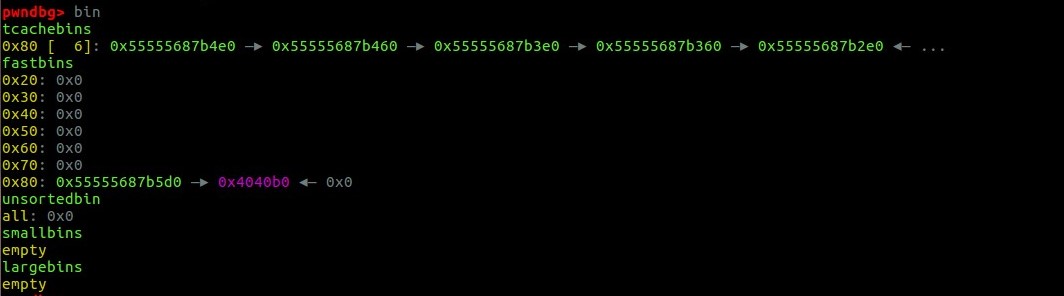 pwndbg> bin
tcachebins
0x80 [  6]: 0x55555687b4e0 —▸ 0x55555687b460 —▸ 0x55555687b3e0 —▸ 0x55555687b360 —▸ 0x55555687b2e0 ◂— ...
fastbins
0x20: 0x0
0x30: 0x0
0x40: 0x0
0x50: 0x0
0x60: 0x0
0x70: 0x0
0x80: 0x55555687b5d0 —▸ 0x4040b0 ◂— 0x0
unsortedbin
all: 0x0
smallbins
empty
largebins
empty